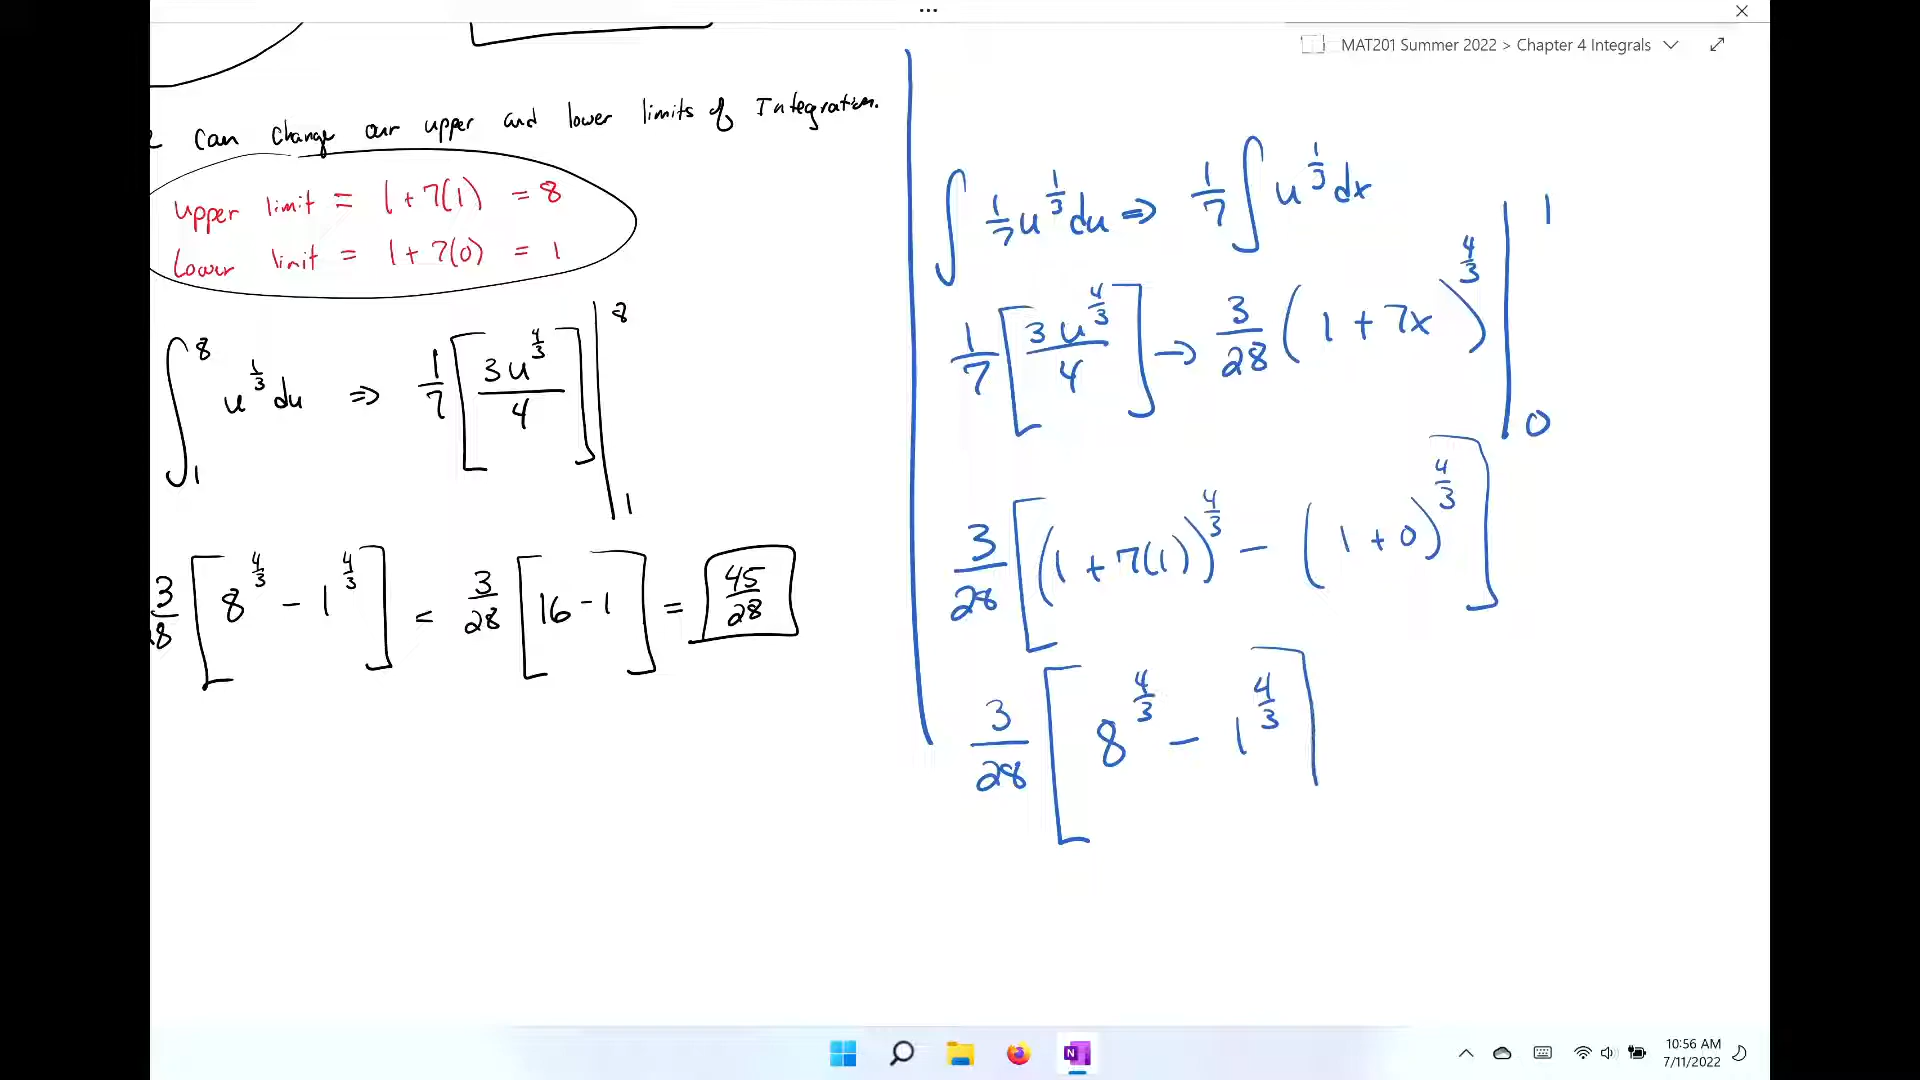 MAT201 Summer 2022 > Chapter 4 Integrals
can change our upper and lower limits of Integration.
upper limit = 1+7(1) = 8
Lower limit = 1+7(0) = 1
∫₁⁸ u^(1/3) du ⇒ 1/7 [3u^(4/3)/4] |₁⁸
3/28 [8^(4/3) − 1^(4/3)] = 3/28 [16−1] = 45/28
∫ 1/7 u^(1/3) du ⇒ 1/7 ∫ u^(1/3) dx
1/7 [3u^(4/3)/4] → 3/28 (1+7x)^(4/3) |₀¹
3/28 [(1+7(1))^(4/3) − (1+0)^(4/3)]
3/28 [8^(4/3) − 1^(4/3)]
10:56 AM
7/11/2022